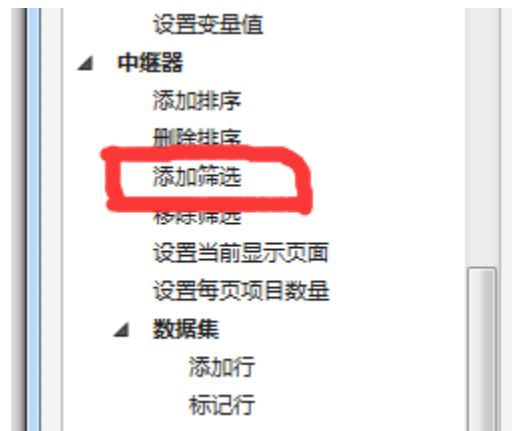 设置变量值
中继器
添加排序
删除排序
添加筛选
移除筛选
设置当前显示页面
设置每页项目数量
数据集
添加行
标记行